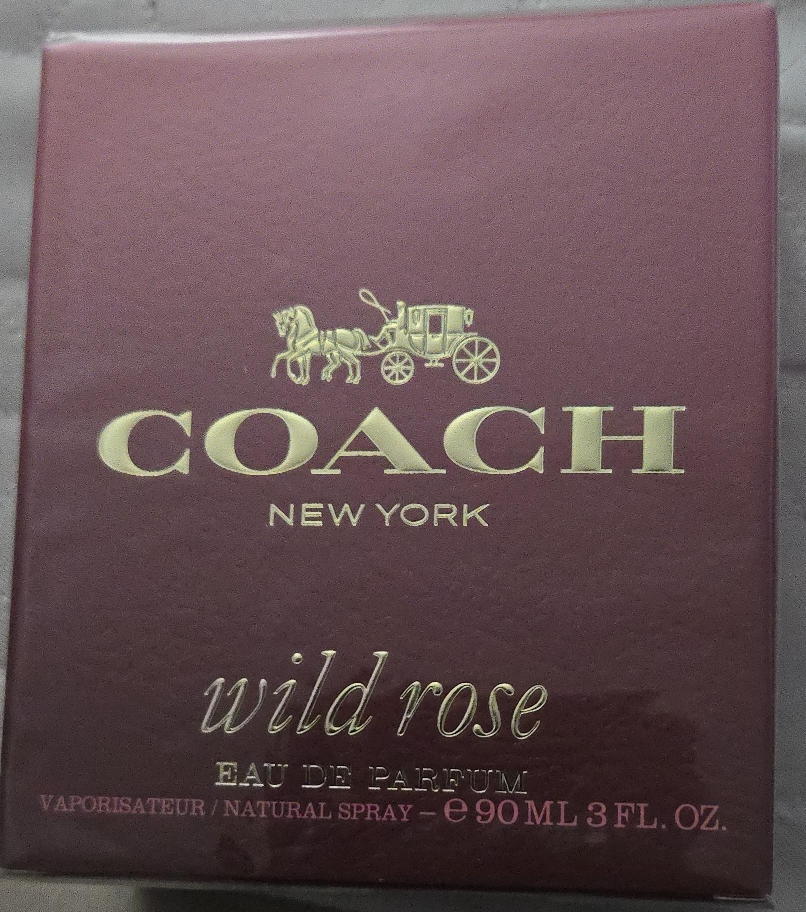 COACH
NEW YORK
wild rose
EAU DE PARFUM
VAPORISATEUR / NATURAL SPRAY – ℮ 90 ML 3 FL. OZ.